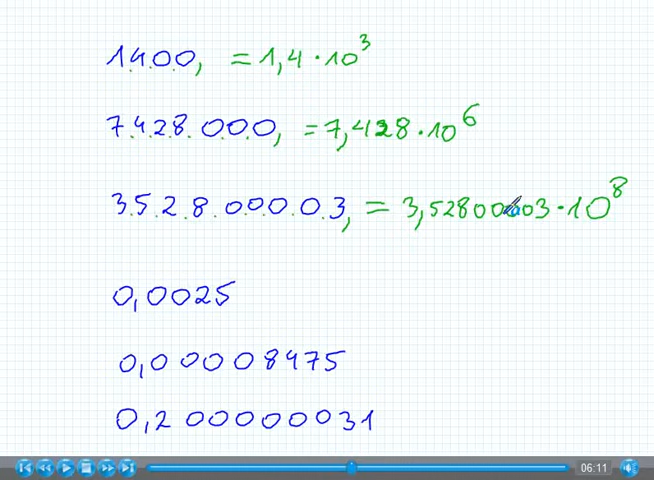 1.4.0.0, = 1,4 · 10³
7.4.2.8.0.0.0, = 7,428 · 10⁶
3.5.2.8.0.0.0.0.3, = 3,52800003 · 10⁸
0,0025
0,00008475
0,200000031
06:11